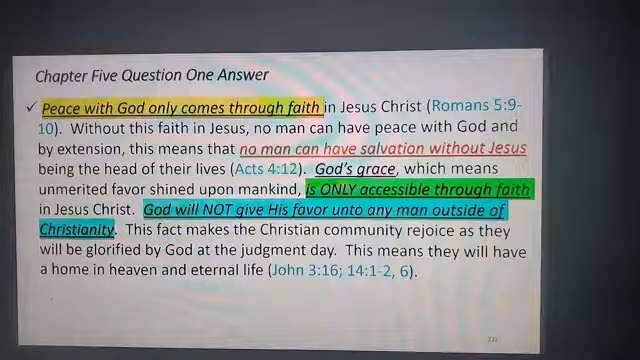 Chapter Five Question One Answer
✓ Peace with God only comes through faith in Jesus Christ (Romans 5:9-
10). Without this faith in Jesus, no man can have peace with God and
by extension, this means that no man can have salvation without Jesus
being the head of their lives (Acts 4:12). God's grace, which means
unmerited favor shined upon mankind, is ONLY accessible through faith
in Jesus Christ. God will NOT give His favor unto any man outside of
Christianity. This fact makes the Christian community rejoice as they
will be glorified by God at the judgment day. This means they will have
a home in heaven and eternal life (John 3:16; 14:1-2, 6).